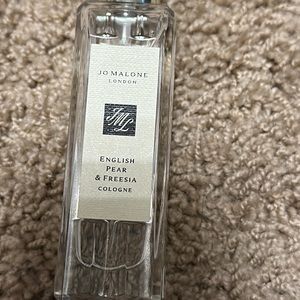 JO MALONE
LONDON
JML
ENGLISH
PEAR
& FREESIA
COLOGNE